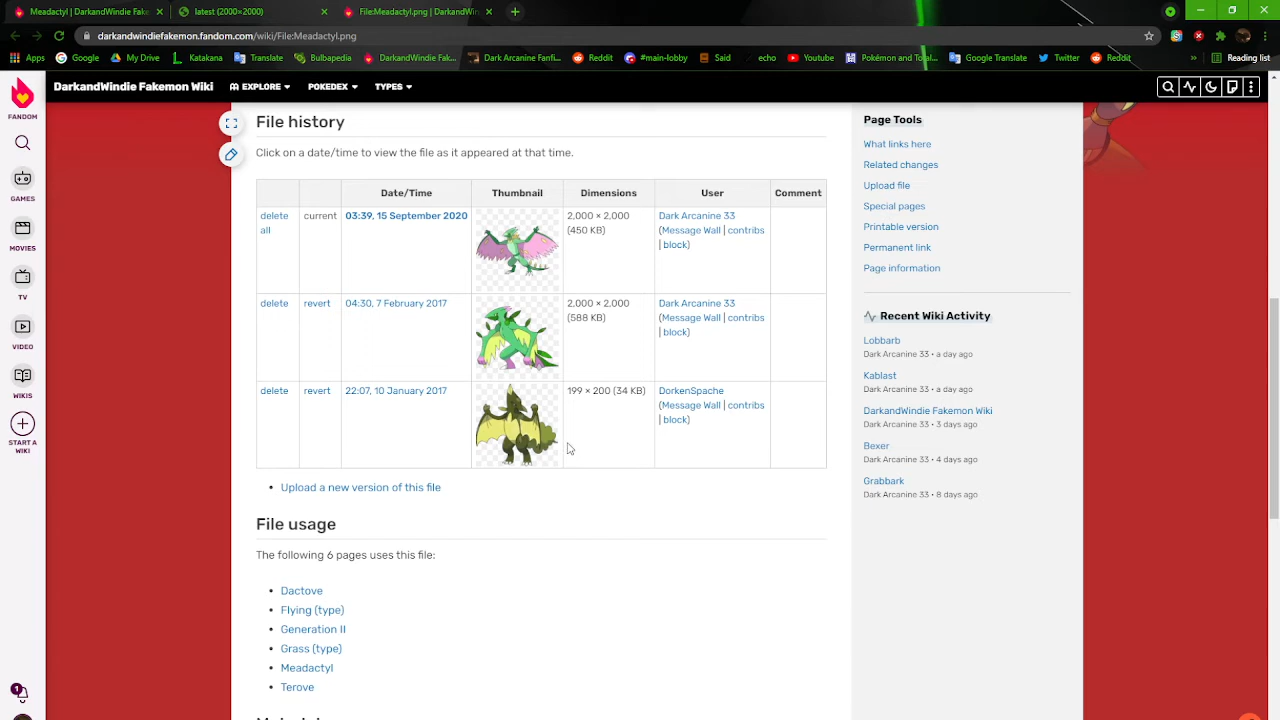 Meadactyl | DarkandWindie Fake
latest (2000×2000)
File:Meadactyl.png | DarkandWin
darkandwindiefakemon.fandom.com/wiki/File:Meadactyl.png
Apps
Google
My Drive
Katakana
Translate
Bulbapedia
DarkandWindie Fak...
Dark Arcanine Fanfi...
Reddit
#main-lobby
Said
echo
YouTube
Pokémon and Total...
Google Translate
Twitter
Reddit
»
Reading list
FANDOM
GAMES
MOVIES
TV
VIDEO
WIKIS
START A
WIKI
1
DarkandWindie Fakemon Wiki
EXPLORE
POKEDEX
TYPES
File history
Click on a date/time to view the file as it appeared at that time.
Date/Time Thumbnail Dimensions User Comment
delete all current 03:39, 15 September 2020 2,000 × 2,000 (450 KB) Dark Arcanine 33 (Message Wall | contribs | block)
delete revert 04:30, 7 February 2017 2,000 × 2,000 (588 KB) Dark Arcanine 33 (Message Wall | contribs | block)
delete revert 22:07, 10 January 2017 199 × 200 (34 KB) DorkenSpache (Message Wall | contribs | block)
• Upload a new version of this file
File usage
The following 6 pages uses this file:
• Dactove
• Flying (type)
• Generation II
• Grass (type)
• Meadactyl
• Terove
Page Tools
What links here
Related changes
Upload file
Special pages
Printable version
Permanent link
Page information
Recent Wiki Activity
Lobbarb
Dark Arcanine 33 • a day ago
Kablast
Dark Arcanine 33 • a day ago
DarkandWindie Fakemon Wiki
Dark Arcanine 33 • 3 days ago
Bexer
Dark Arcanine 33 • 4 days ago
Grabbark
Dark Arcanine 33 • 8 days ago